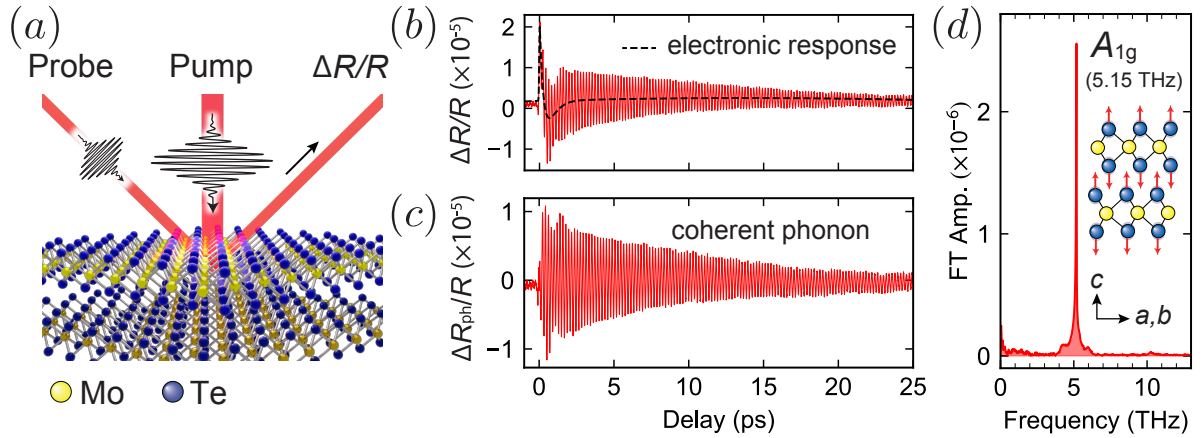 (a)
Probe Pump ΔR/R
Mo Te
(b)
ΔR/R (×10⁻⁵)
2
1
0
−1
electronic response
(c)
ΔR_ph/R (×10⁻⁵)
1
0
−1
coherent phonon
0 5 10 15 20 25
Delay (ps)
(d)
FT Amp. (×10⁻⁶)
2
1
0
A₁g
(5.15 THz)
c
a,b
0 5 10
Frequency (THz)